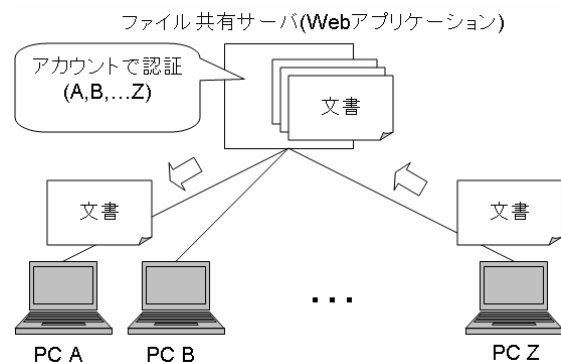 ファイル共有サーバ(Webアプリケーション)
アカウントで認証
(A,B,…Z)
文書
文書
文書
...
PC A
PC B
PC Z